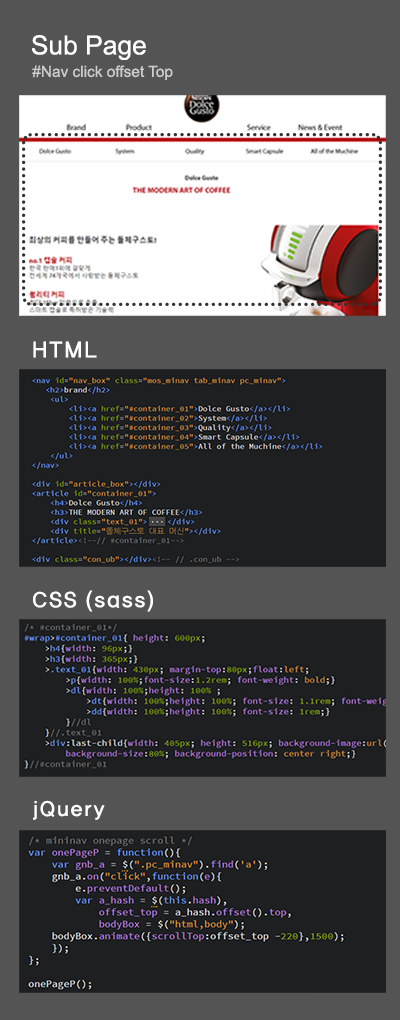 Sub Page
#Nav click offset Top
Dolce
Gusto
Brand Product Service News & Event
Dolce Gusto System Quality Smart Capsule All of the Muchine
Dolce Gusto
THE MODERN ART OF COFFEE
최상의 커피를 만들어 주는 돌체구스토!
no.1 캡슐 커피
한국 판매1위에 걸맞게
전세계 74개국에서 사랑받는 돌체구스토
퀄리티 커피
스마트 캡슐로 특허받은 기술력
HTML
<nav id="nav_box" class="mos_minav tab_minav pc_minav">
<h2>brand</h2>
<ul>
<li><a href="#container_01">Dolce Gusto</a></li>
<li><a href="#container_02">System</a></li>
<li><a href="#container_03">Quality</a></li>
<li><a href="#container_04">Smart Capsule</a></li>
<li><a href="#container_05">All of the Muchine</a></li>
</ul>
</nav>
<div id="article_box"></div>
<article id="container_01">
<h4>Dolce Gusto</h4>
<h3>THE MODERN ART OF COFFEE</h3>
<div class="text_01">...</div>
<div title="돌체구스토 대표 머신"></div>
</article><!--// #container_01-->
<div class="con_ub"></div><!-- // .con_ub -->
CSS (sass)
/* #container_01*/
#wrap>#container_01{ height: 600px;
>h4{width: 96px;}
>h3{width: 365px;}
>.text_01{width: 430px; margin-top:80px;float:left;
>p{width: 100%;font-size:1.2rem; font-weight: bold;}
>dl{width: 100%;height: 100% ;
>dt{width: 100%;height: 100%; font-size: 1.1rem; font-weig
>dd{width: 100%;height: 100%; font-size: 1rem;}
}//dl
}//.text_01
>div:last-child{width: 405px; height: 516px; background-image:url(
background-size:80%; background-position: center right;}
}//#container_01
jQuery
/* mininav onepage scroll */
var onePageP = function(){
var gnb_a = $(".pc_minav").find('a');
gnb_a.on("click",function(e){
e.preventDefault();
var a_hash = $(this.hash),
offset_top = a_hash.offset().top,
bodyBox = $("html,body");
bodyBox.animate({scrollTop:offset_top -220},1500);
});
};
onePageP();